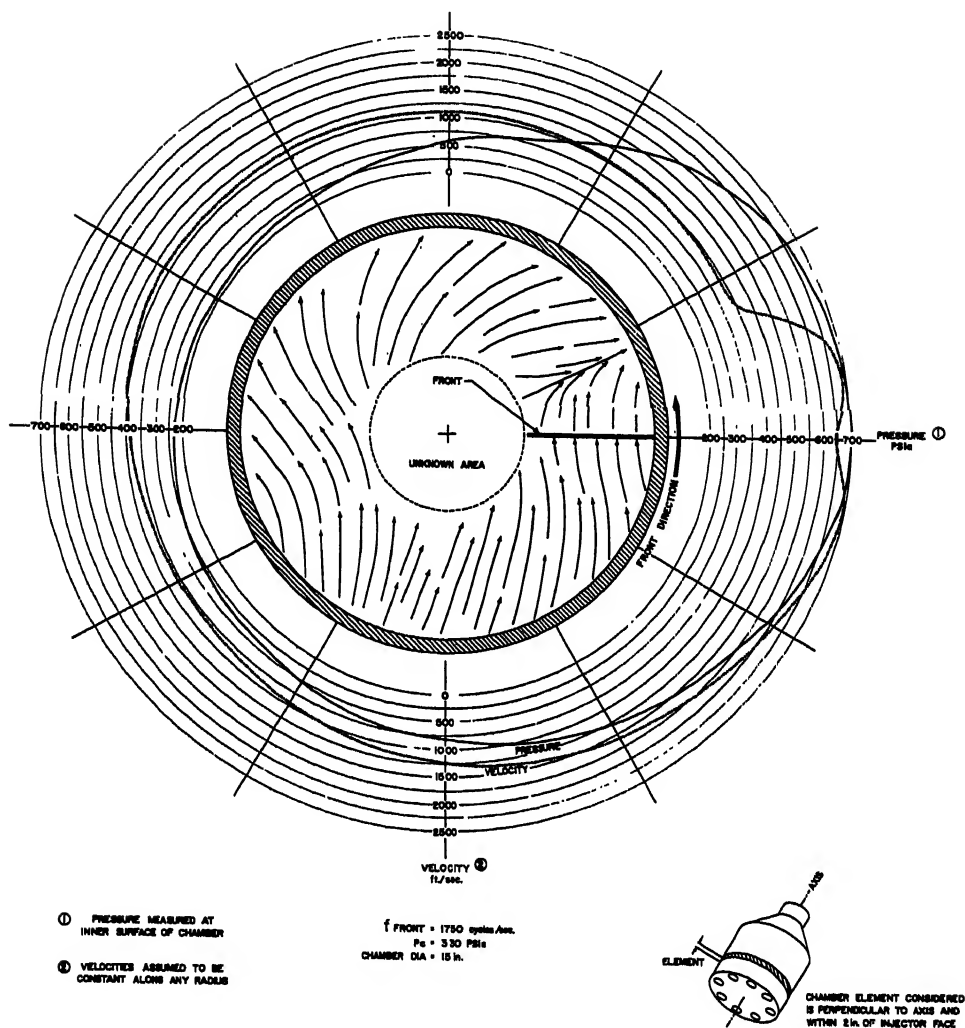 2500
2000
1500
1000
500
0
FRONT
UNKNOWN AREA
700 600 500 400 300 200
200 300 400 500 600 700
PRESSURE ①
PSIa
FRONT DIRECTION
0
500
1000
1500
2000
2500
PRESSURE
VELOCITY
VELOCITY ②
ft./sec.
① PRESSURE MEASURED AT
INNER SURFACE OF CHAMBER
② VELOCITIES ASSUMED TO BE
CONSTANT ALONG ANY RADIUS
f FRONT = 1750 cycles/sec.
Pc = 330 PSIa
CHAMBER DIA = 15 in.
AXIS
ELEMENT
CHAMBER ELEMENT CONSIDERED
IS PERPENDICULAR TO AXIS AND
WITHIN 2 in. OF INJECTOR FACE